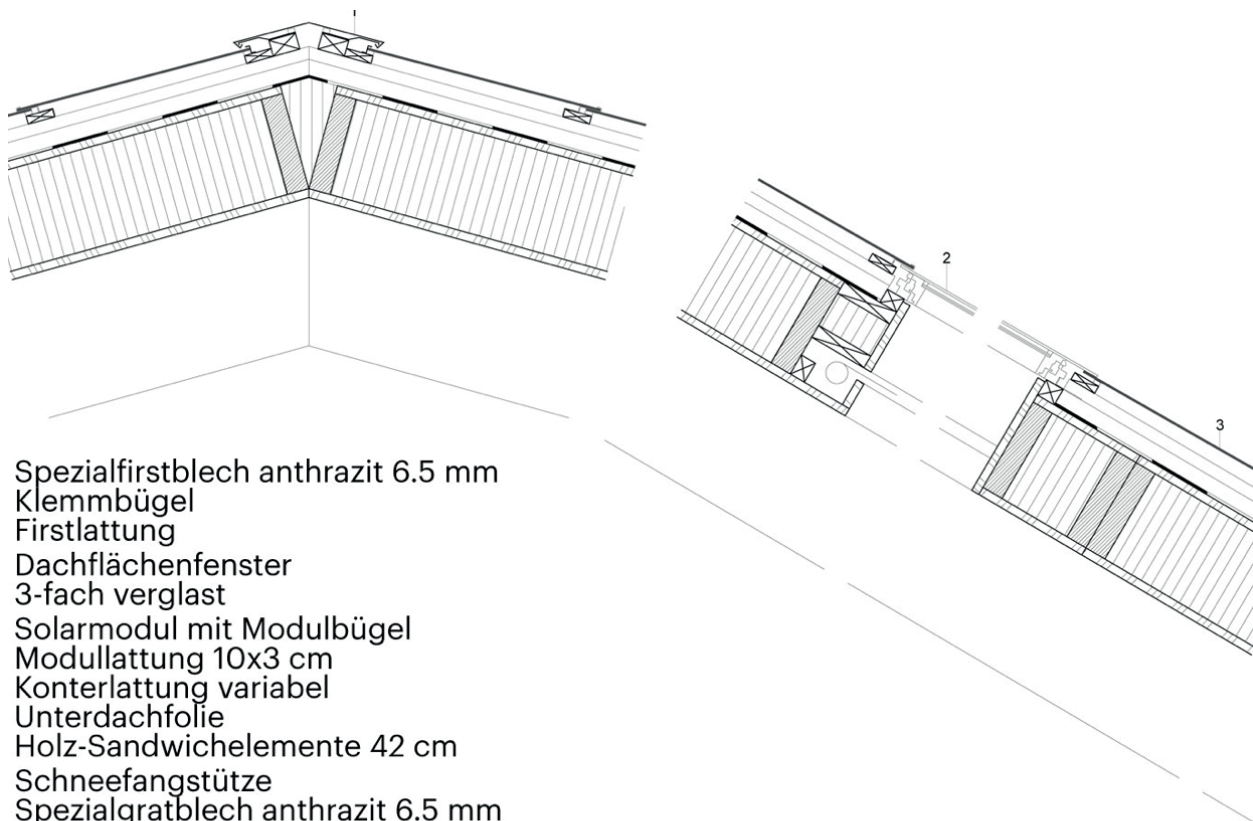 1
2
3
Spezialfirstblech anthrazit 6.5 mm
Klemmbügel
Firstlattung
Dachflächenfenster
3-fach verglast
Solarmodul mit Modulbügel
Modullattung 10x3 cm
Konterlattung variabel
Unterdachfolie
Holz-Sandwichelemente 42 cm
Schneefangstütze
Spezialgratblech anthrazit 6.5 mm